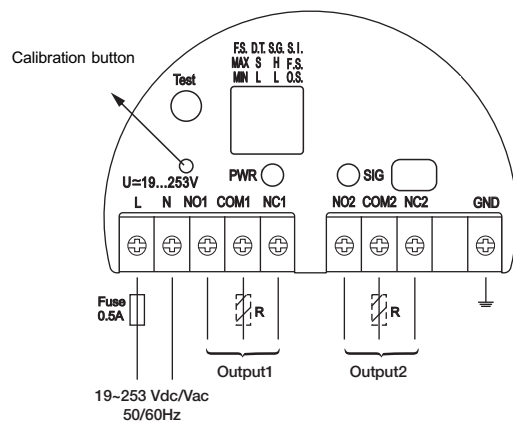 Calibration button
F.S. D.T. S.G. S.I.
MAX S H F.S.
MIN L L O.S.
Test
PWR
SIG
U≃19...253V
L N NO1 COM1 NC1
NO2 COM2 NC2
GND
Fuse
0.5A
R
R
Output1
Output2
19~253 Vdc/Vac
50/60Hz